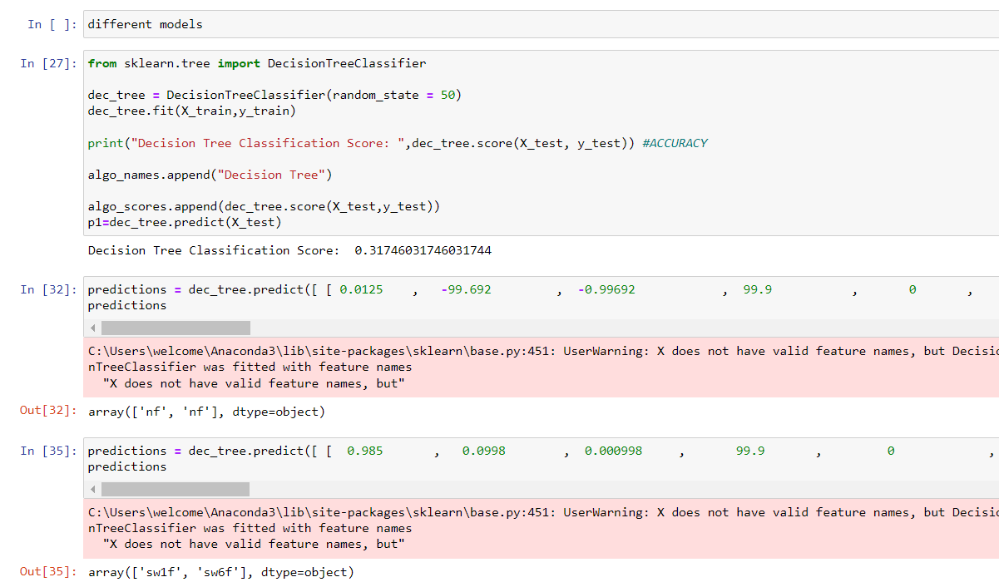 In [ ]: different models
In [27]: from sklearn.tree import DecisionTreeClassifier
dec_tree = DecisionTreeClassifier(random_state = 50)
dec_tree.fit(X_train,y_train)
print("Decision Tree Classification Score: ",dec_tree.score(X_test, y_test)) #ACCURACY
algo_names.append("Decision Tree")
algo_scores.append(dec_tree.score(X_test,y_test))
p1=dec_tree.predict(X_test)
Decision Tree Classification Score:  0.31746031746031744
In [32]: predictions = dec_tree.predict([ [ 0.0125 , -99.692 , -0.99692 , 99.9 , 0 ,
predictions
C:\Users\welcome\Anaconda3\lib\site-packages\sklearn\base.py:451: UserWarning: X does not have valid feature names, but Decisio
nTreeClassifier was fitted with feature names
"X does not have valid feature names, but"
Out[32]: array(['nf', 'nf'], dtype=object)
In [35]: predictions = dec_tree.predict([ [ 0.985 , 0.0998 , 0.000998 , 99.9 , 0 ,
predictions
C:\Users\welcome\Anaconda3\lib\site-packages\sklearn\base.py:451: UserWarning: X does not have valid feature names, but Decisio
nTreeClassifier was fitted with feature names
"X does not have valid feature names, but"
Out[35]: array(['sw1f', 'sw6f'], dtype=object)